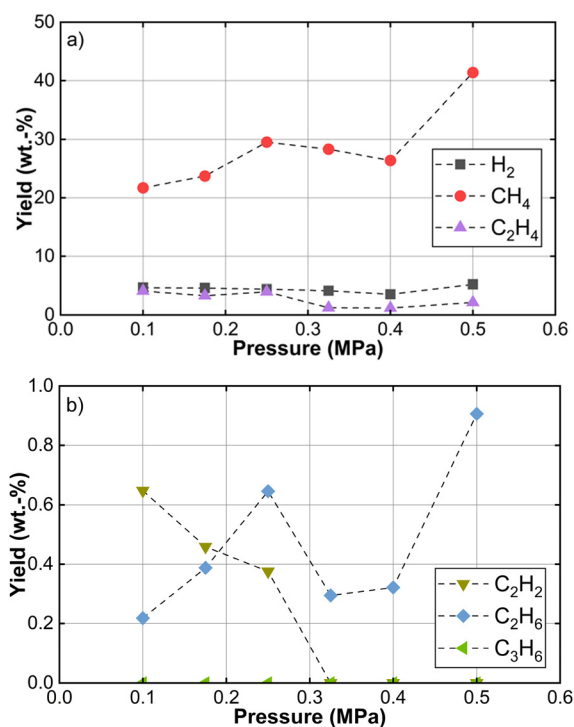 a)
50
40
30
20
10
0
Yield (wt.-%)
H₂
CH₄
C₂H₄
0.0 0.1 0.2 0.3 0.4 0.5 0.6
Pressure (MPa)
b)
1.0
0.8
0.6
0.4
0.2
0.0
Yield (wt.-%)
C₂H₂
C₂H₆
C₃H₆
0.0 0.1 0.2 0.3 0.4 0.5 0.6
Pressure (MPa)